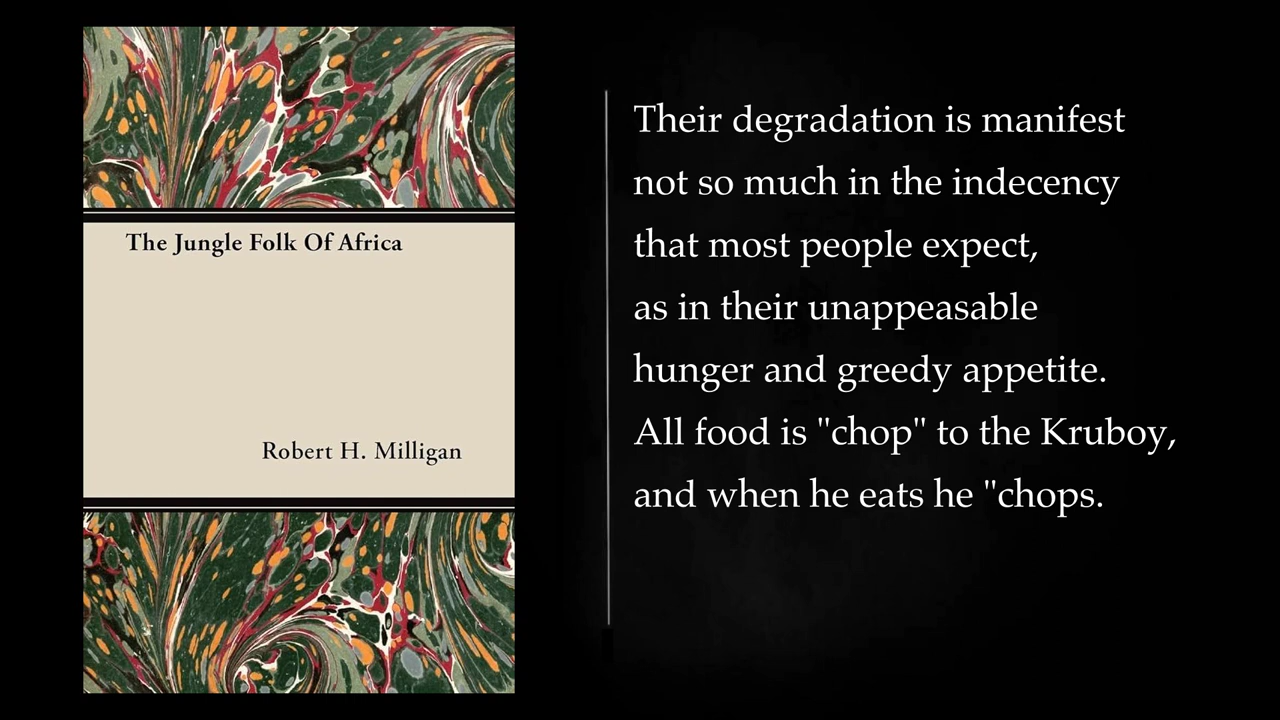 The Jungle Folk Of Africa
Robert H. Milligan
Their degradation is manifest
not so much in the indecency
that most people expect,
as in their unappeasable
hunger and greedy appetite.
All food is "chop" to the Kruboy,
and when he eats he "chops.